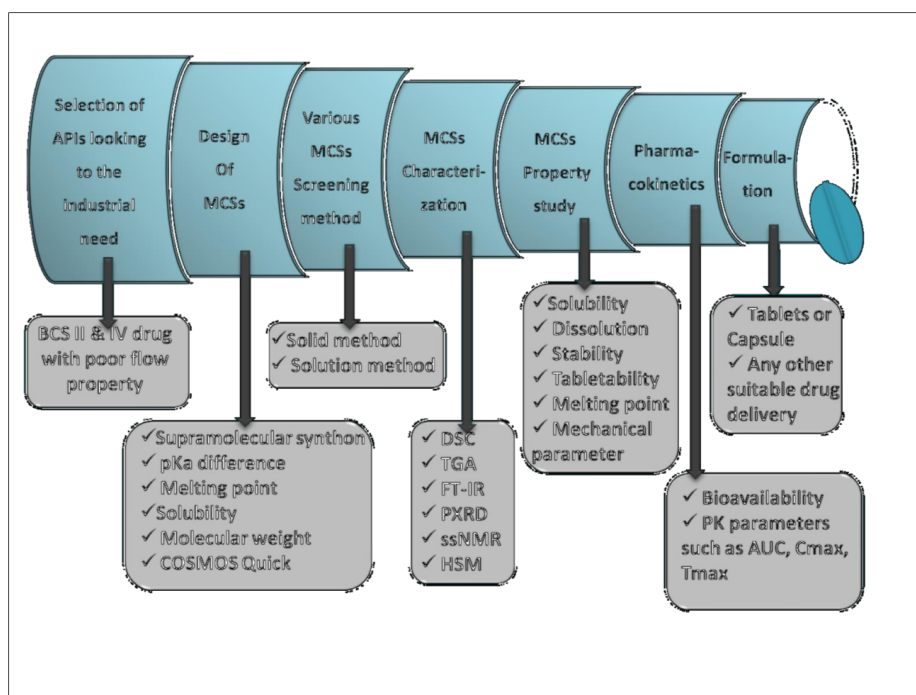 Selection of
APIs looking
to the
industrial
need
Design
Of
MCSs
Various
MCSs
Screening
method
MCSs
Characteri-
zation
MCSs
Property
study
Pharma-
cokinetics
Formula-
tion
BCS II & IV drug
with poor flow
property
✓Supramolecular synthon
✓ pKa difference
✓ Melting point
✓Solubility
✓ Molecular weight
✓ COSMOS Quick
✓Solid method
✓ Solution method
✓ DSC
✓ TGA
✓ FT-IR
✓ PXRD
✓ ssNMR
✓ HSM
✓Solubility
✓ Dissolution
✓ Stability
✓ Tabletability
✓ Melting point
✓ Mechanical
parameter
✓ Bioavailability
✓ PK parameters
such as AUC, Cmax,
Tmax
✓ Tablets or
Capsule
✓ Any other
suitable drug
delivery